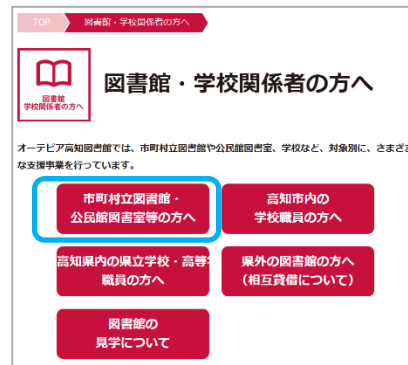 TOP 図書館・学校関係者の方へ
図書館
学校関係者の方へ
図書館・学校関係者の方へ
オーテピア高知図書館では、市町村立図書館や公民館図書室、学校など、対象別に、さまざま
な支援事業を行っています。
市町村立図書館・
公民館図書室等の方へ
高知市内の
学校職員の方へ
高知県内の県立学校・高等
職員の方へ
県外の図書館の方へ
（相互貸借について）
図書館の
見学について